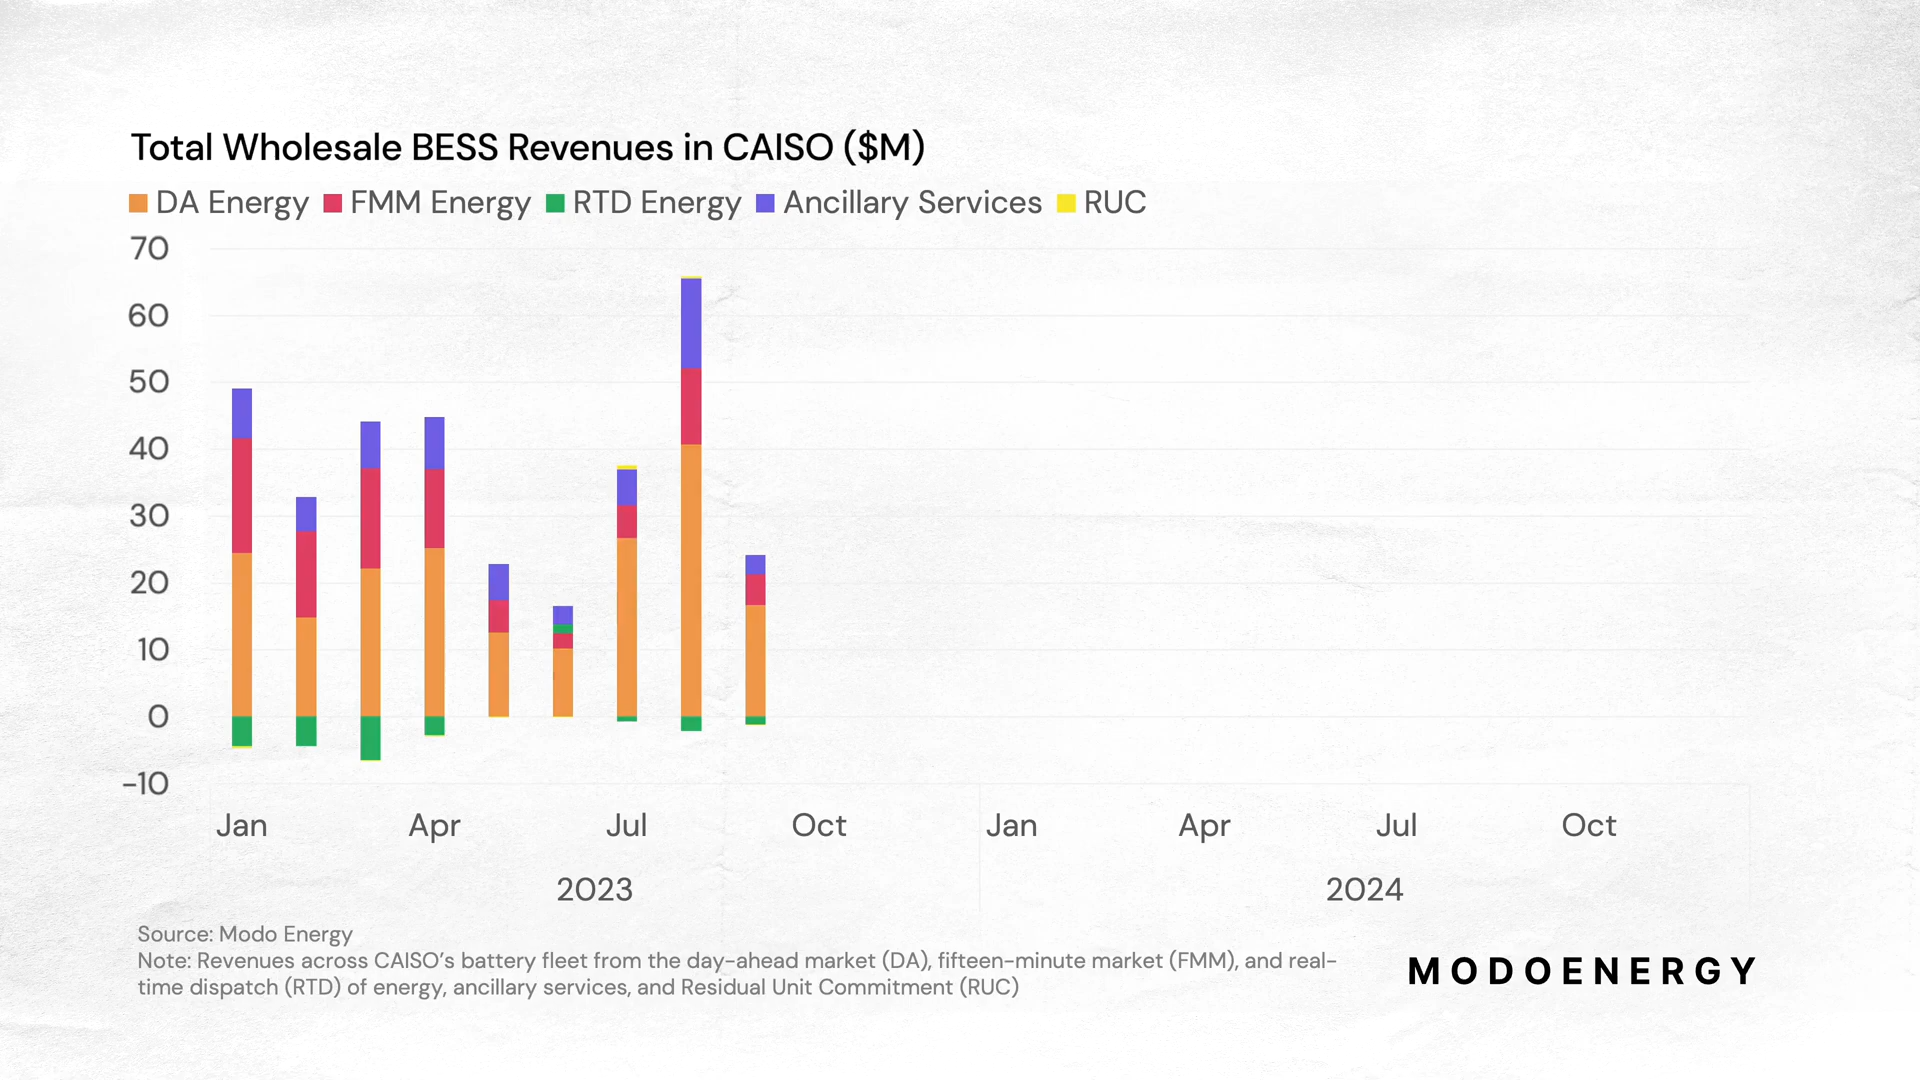 Total Wholesale BESS Revenues in CAISO ($M)
DA Energy FMM Energy RTD Energy Ancillary Services RUC
70
60
50
40
30
20
10
0
-10
Jan Apr Jul Oct Jan Apr Jul Oct
2023 2024
Source: Modo Energy
Note: Revenues across CAISO’s battery fleet from the day-ahead market (DA), fifteen-minute market (FMM), and real-
time dispatch (RTD) of energy, ancillary services, and Residual Unit Commitment (RUC)
MODOENERGY